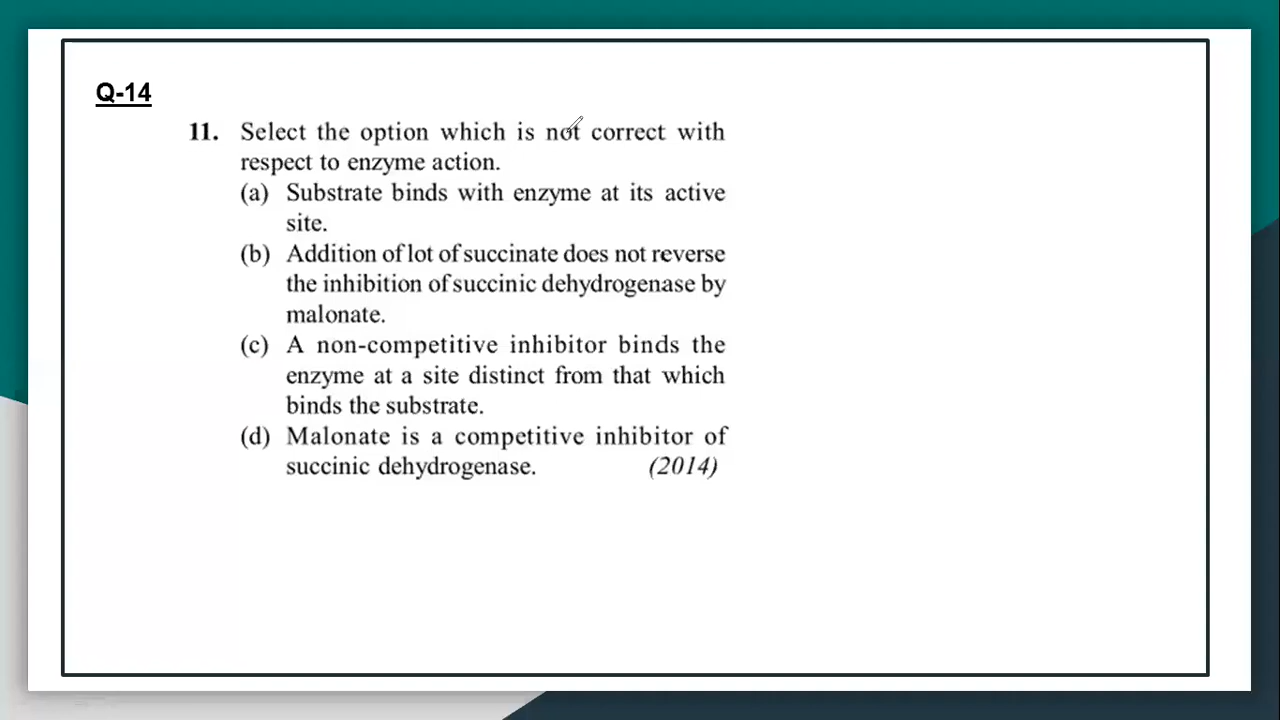 Q-14
11. Select the option which is not correct with
respect to enzyme action.
(a) Substrate binds with enzyme at its active
site.
(b) Addition of lot of succinate does not reverse
the inhibition of succinic dehydrogenase by
malonate.
(c) A non-competitive inhibitor binds the
enzyme at a site distinct from that which
binds the substrate.
(d) Malonate is a competitive inhibitor of
succinic dehydrogenase. (2014)